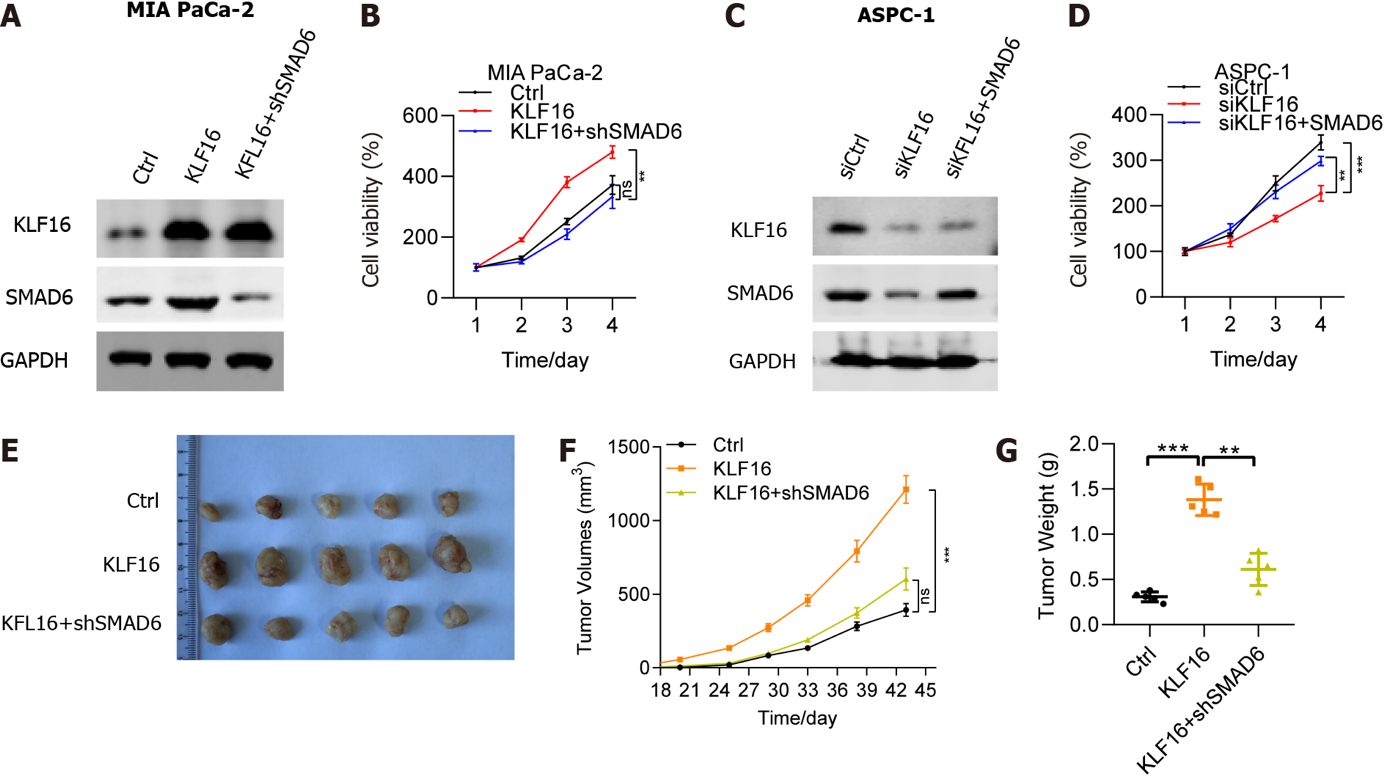 A
MIA PaCa-2
Ctrl
KLF16
KFL16+shSMAD6
KLF16
SMAD6
GAPDH
B
MIA PaCa-2
Ctrl
KLF16
KLF16+shSMAD6
Cell viability (%)
600
400
200
0
1 2 3 4
Time/day
ns
**
C
ASPC-1
siCtrl
siKLF16
siKFL16+SMAD6
KLF16
SMAD6
GAPDH
D
ASPC-1
siCtrl
siKLF16
siKLF16+SMAD6
Cell viability (%)
400
300
200
100
0
1 2 3 4
Time/day
**
***
E
Ctrl
KLF16
KFL16+shSMAD6
F
Ctrl
KLF16
KLF16+shSMAD6
Tumor Volumes (mm³)
1500
1000
500
0
18 21 24 27 30 33 36 39 42 45
Time/day
ns
***
G
Tumor Weight (g)
2.0
1.5
1.0
0.5
0.0
*** **
Ctrl
KLF16
KLF16+shSMAD6